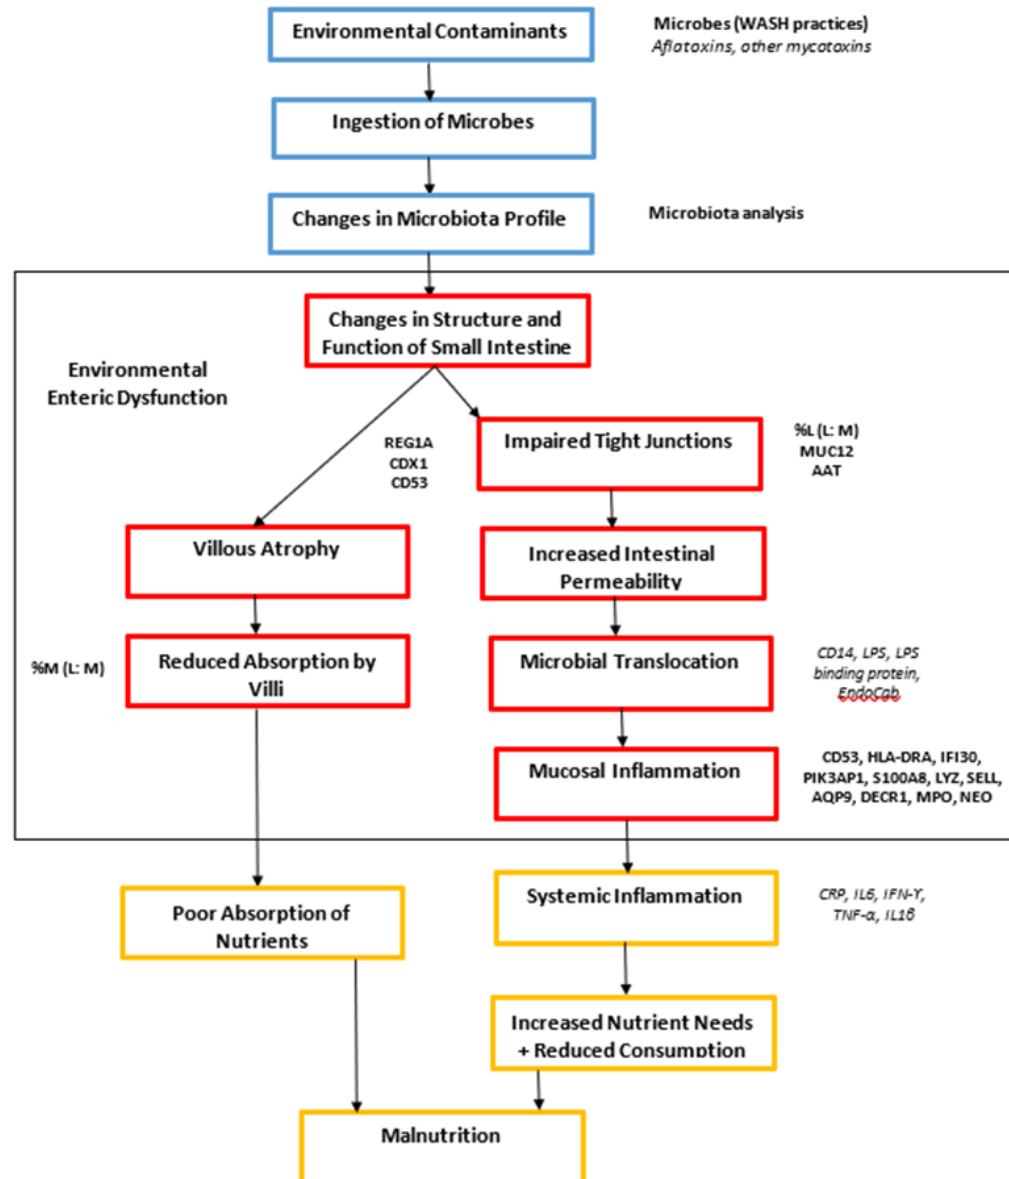 Environmental Contaminants
Microbes (WASH practices)
Aflatoxins, other mycotoxins
Ingestion of Microbes
Changes in Microbiota Profile
Microbiota analysis
Changes in Structure and
Function of Small Intestine
Environmental
Enteric Dysfunction
REG1A
CDX1
CD53
Impaired Tight Junctions
%L (L: M)
MUC12
AAT
Villous Atrophy
Increased Intestinal
Permeability
%M (L: M)
Reduced Absorption by
Villi
Microbial Translocation
CD14, LPS, LPS
binding protein,
EndoCab
Mucosal Inflammation
CD53, HLA-DRA, IFI30,
PIK3AP1, S100A8, LYZ, SELL,
AQP9, DECR1, MPO, NEO
Poor Absorption of
Nutrients
Systemic Inflammation
CRP, IL6, IFN-ϒ,
TNF-α, IL1β
Increased Nutrient Needs
+ Reduced Consumption
Malnutrition